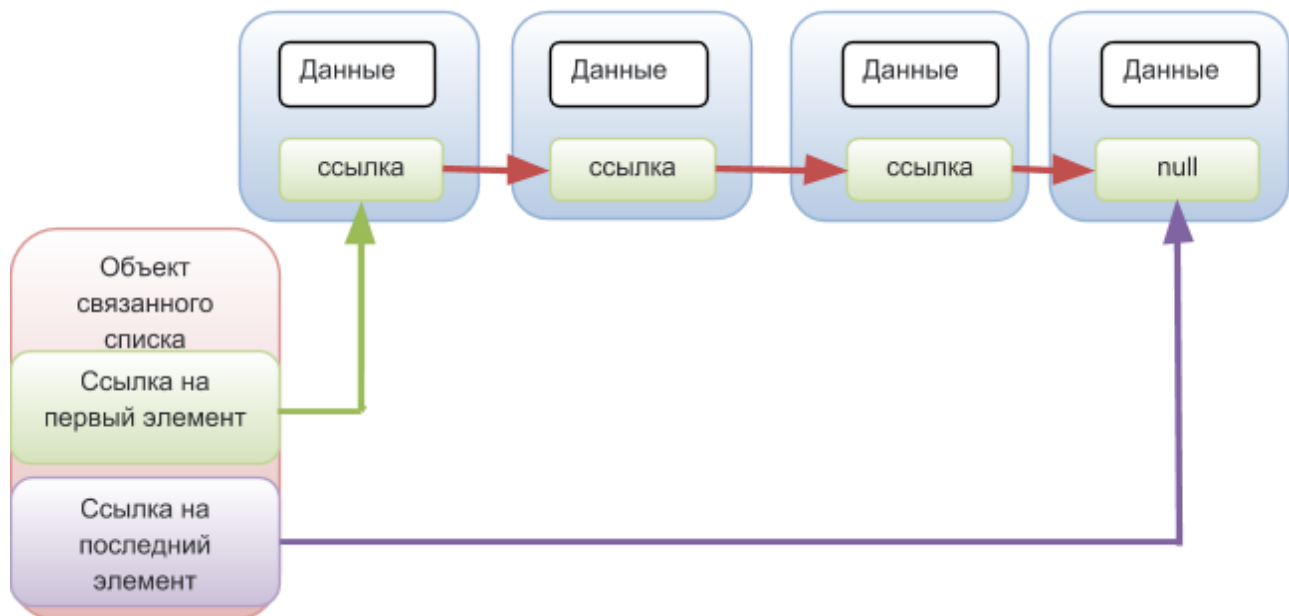 Данные
Данные
Данные
Данные
ссылка
ссылка
ссылка
null
Объект
связанного
списка
Ссылка на
первый элемент
Ссылка на
последний
элемент